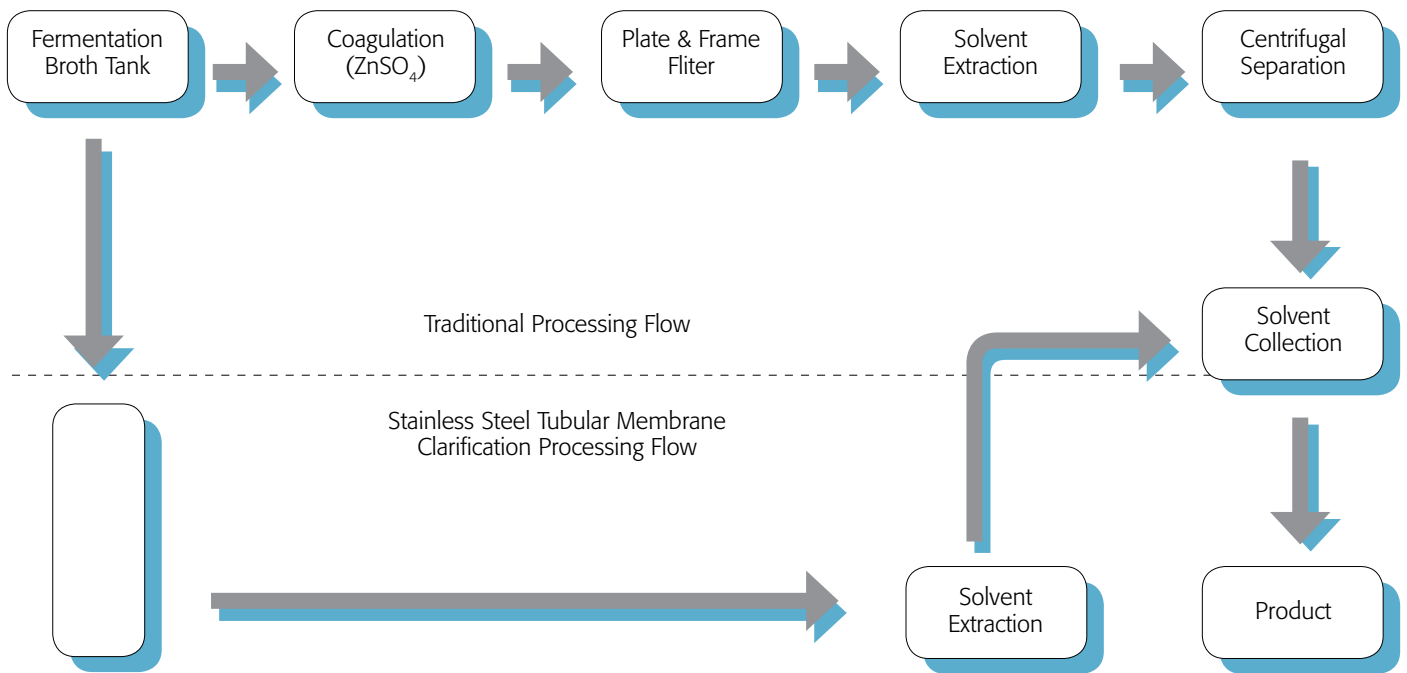 Fermentation
Broth Tank
Coagulation
(ZnSO₄)
Plate & Frame
Fliter
Solvent
Extraction
Centrifugal
Separation
Traditional Processing Flow
Solvent
Collection
Stainless Steel Tubular Membrane
Clarification Processing Flow
Solvent
Extraction
Product